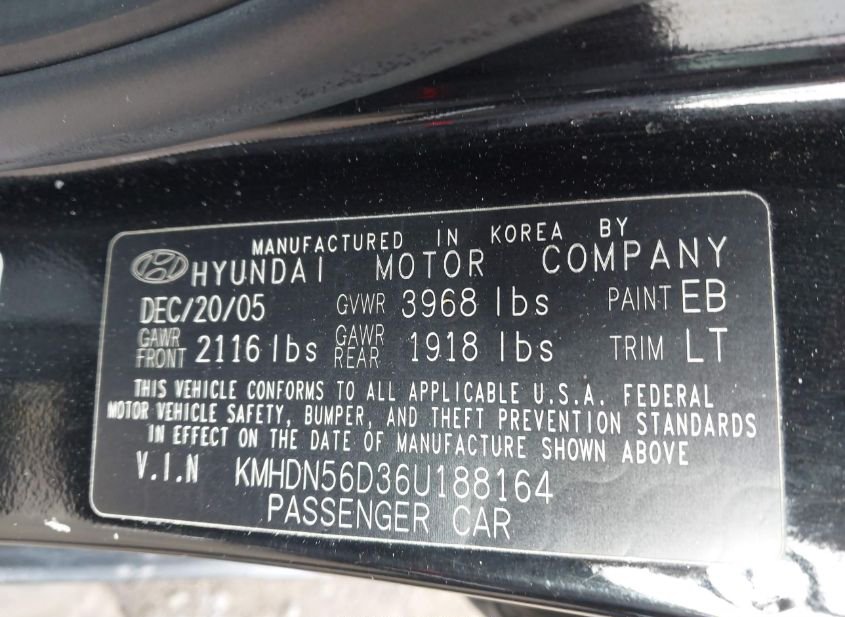 MANUFACTURED IN KOREA BY
HYUNDAI MOTOR COMPANY
DEC/20/05 GVWR 3968 lbs PAINT EB
GAWR FRONT 2116 lbs GAWR REAR 1918 lbs TRIM LT
THIS VEHICLE CONFORMS TO ALL APPLICABLE U.S.A. FEDERAL
MOTOR VEHICLE SAFETY, BUMPER, AND THEFT PREVENTION STANDARDS
IN EFFECT ON THE DATE OF MANUFACTURE SHOWN ABOVE
V.I.N KMHDN56D36U188164
PASSENGER CAR